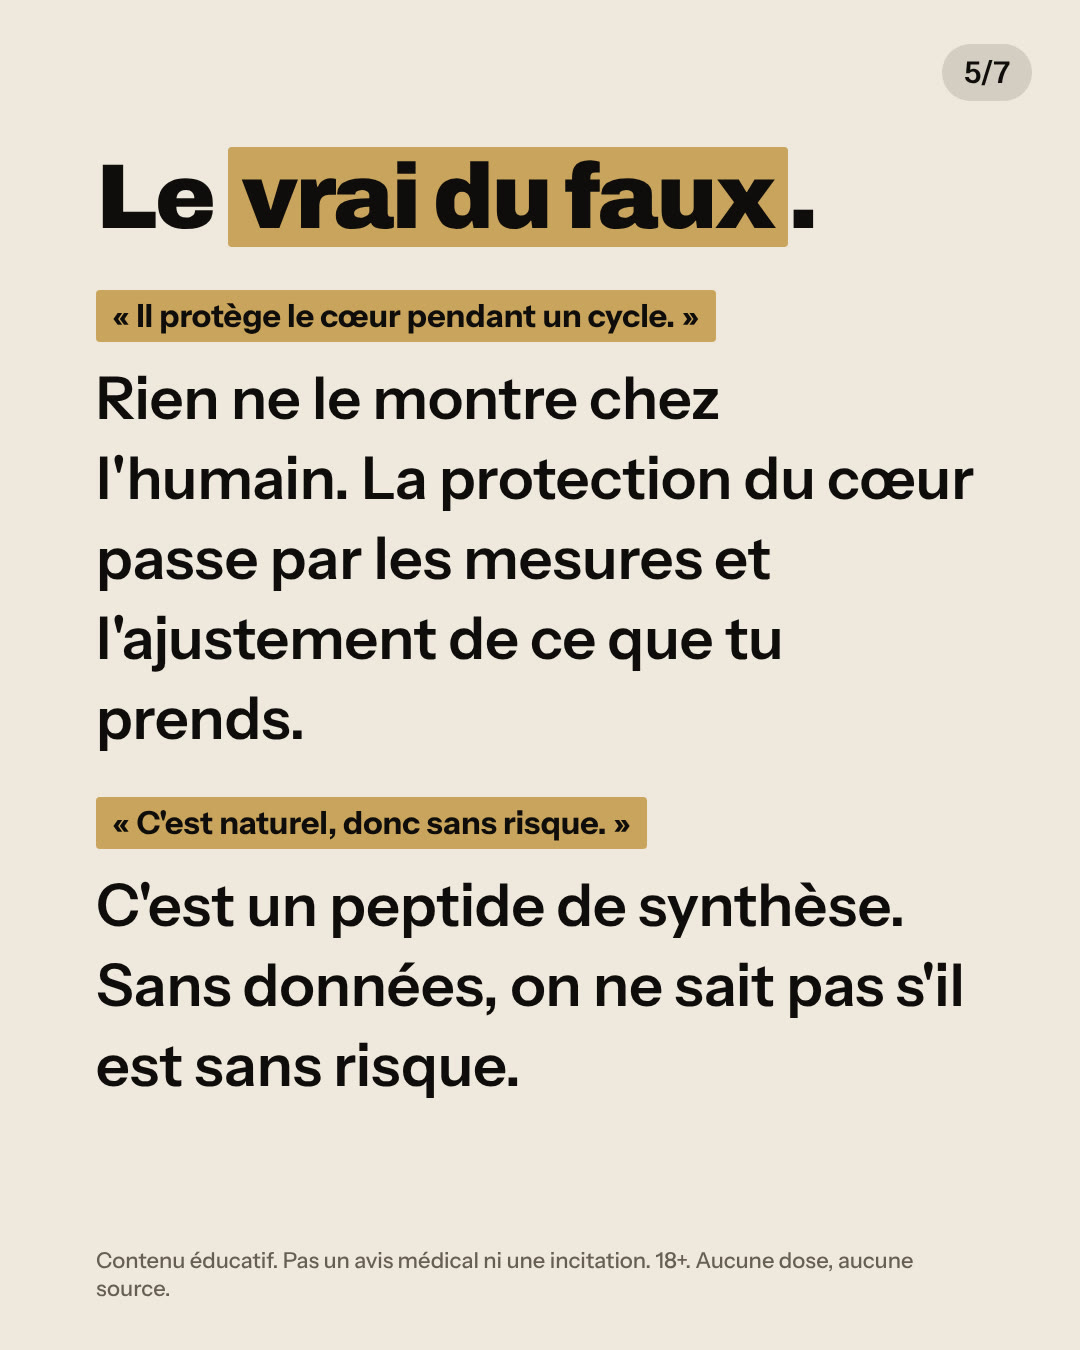 5/7
Le vrai du faux.
« Il protège le cœur pendant un cycle. »
Rien ne le montre chez
l'humain. La protection du cœur
passe par les mesures et
l'ajustement de ce que tu
prends.
« C'est naturel, donc sans risque. »
C'est un peptide de synthèse.
Sans données, on ne sait pas s'il
est sans risque.
Contenu éducatif. Pas un avis médical ni une incitation. 18+. Aucune dose, aucune
source.